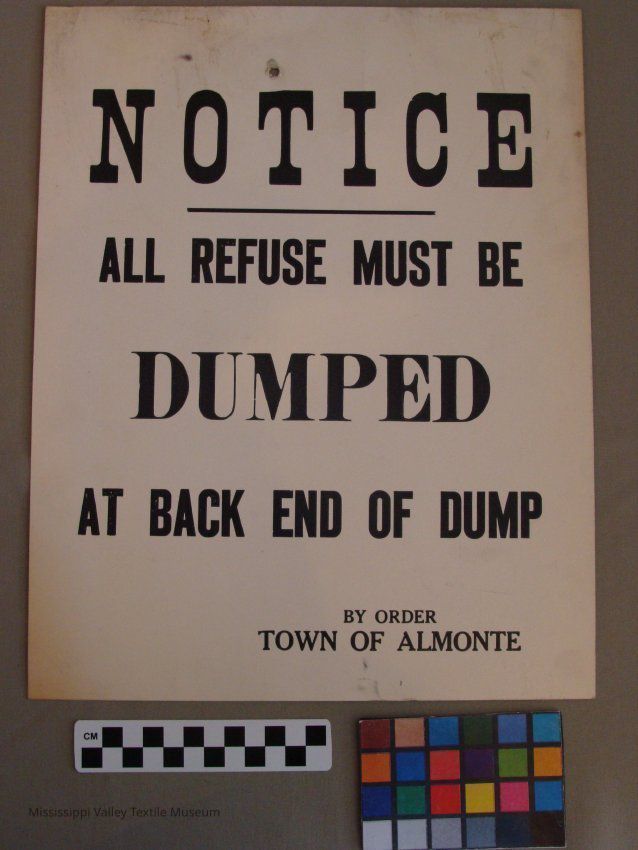 NOTICE
ALL REFUSE MUST BE
DUMPED
AT BACK END OF DUMP
BY ORDER
TOWN OF ALMONTE
CM
Mississippi Valley Textile Museum